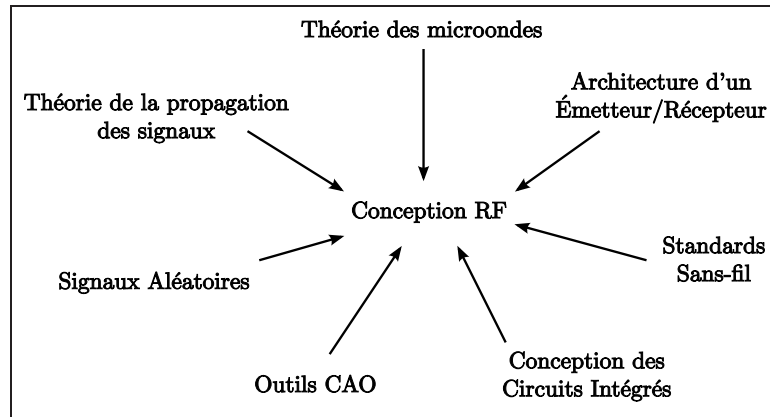 Théorie des microondes
Architecture d'un
Émetteur/Récepteur
Théorie de la propagation
des signaux
Conception RF
Standards
Sans-fil
Signaux Aléatoires
Conception des
Circuits Intégrés
Outils CAO